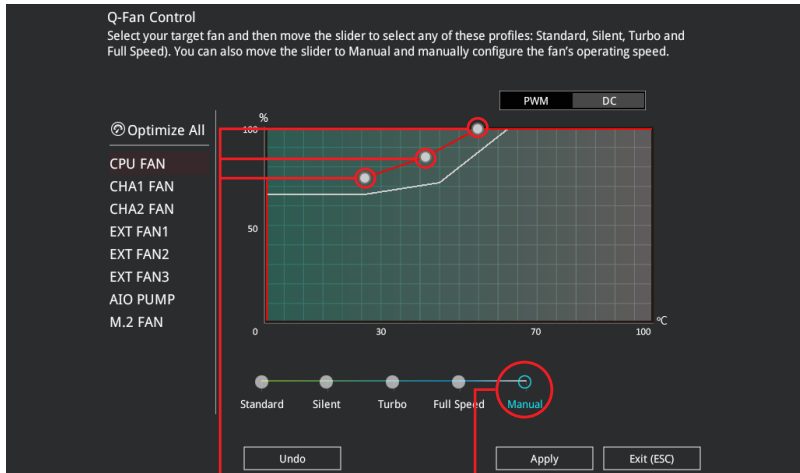 Q-Fan Control
Select your target fan and then move the slider to select any of these profiles: Standard, Silent, Turbo and
Full Speed). You can also move the slider to Manual and manually configure the fan's operating speed.
PWM DC
%
Optimize All
100
CPU FAN
CHA1 FAN
CHA2 FAN
EXT FAN1
50
EXT FAN2
EXT FAN3
AIO PUMP
M.2 FAN
ºC
0 30 70 100
Standard Silent Turbo Full Speed Manual
Undo Apply Exit (ESC)